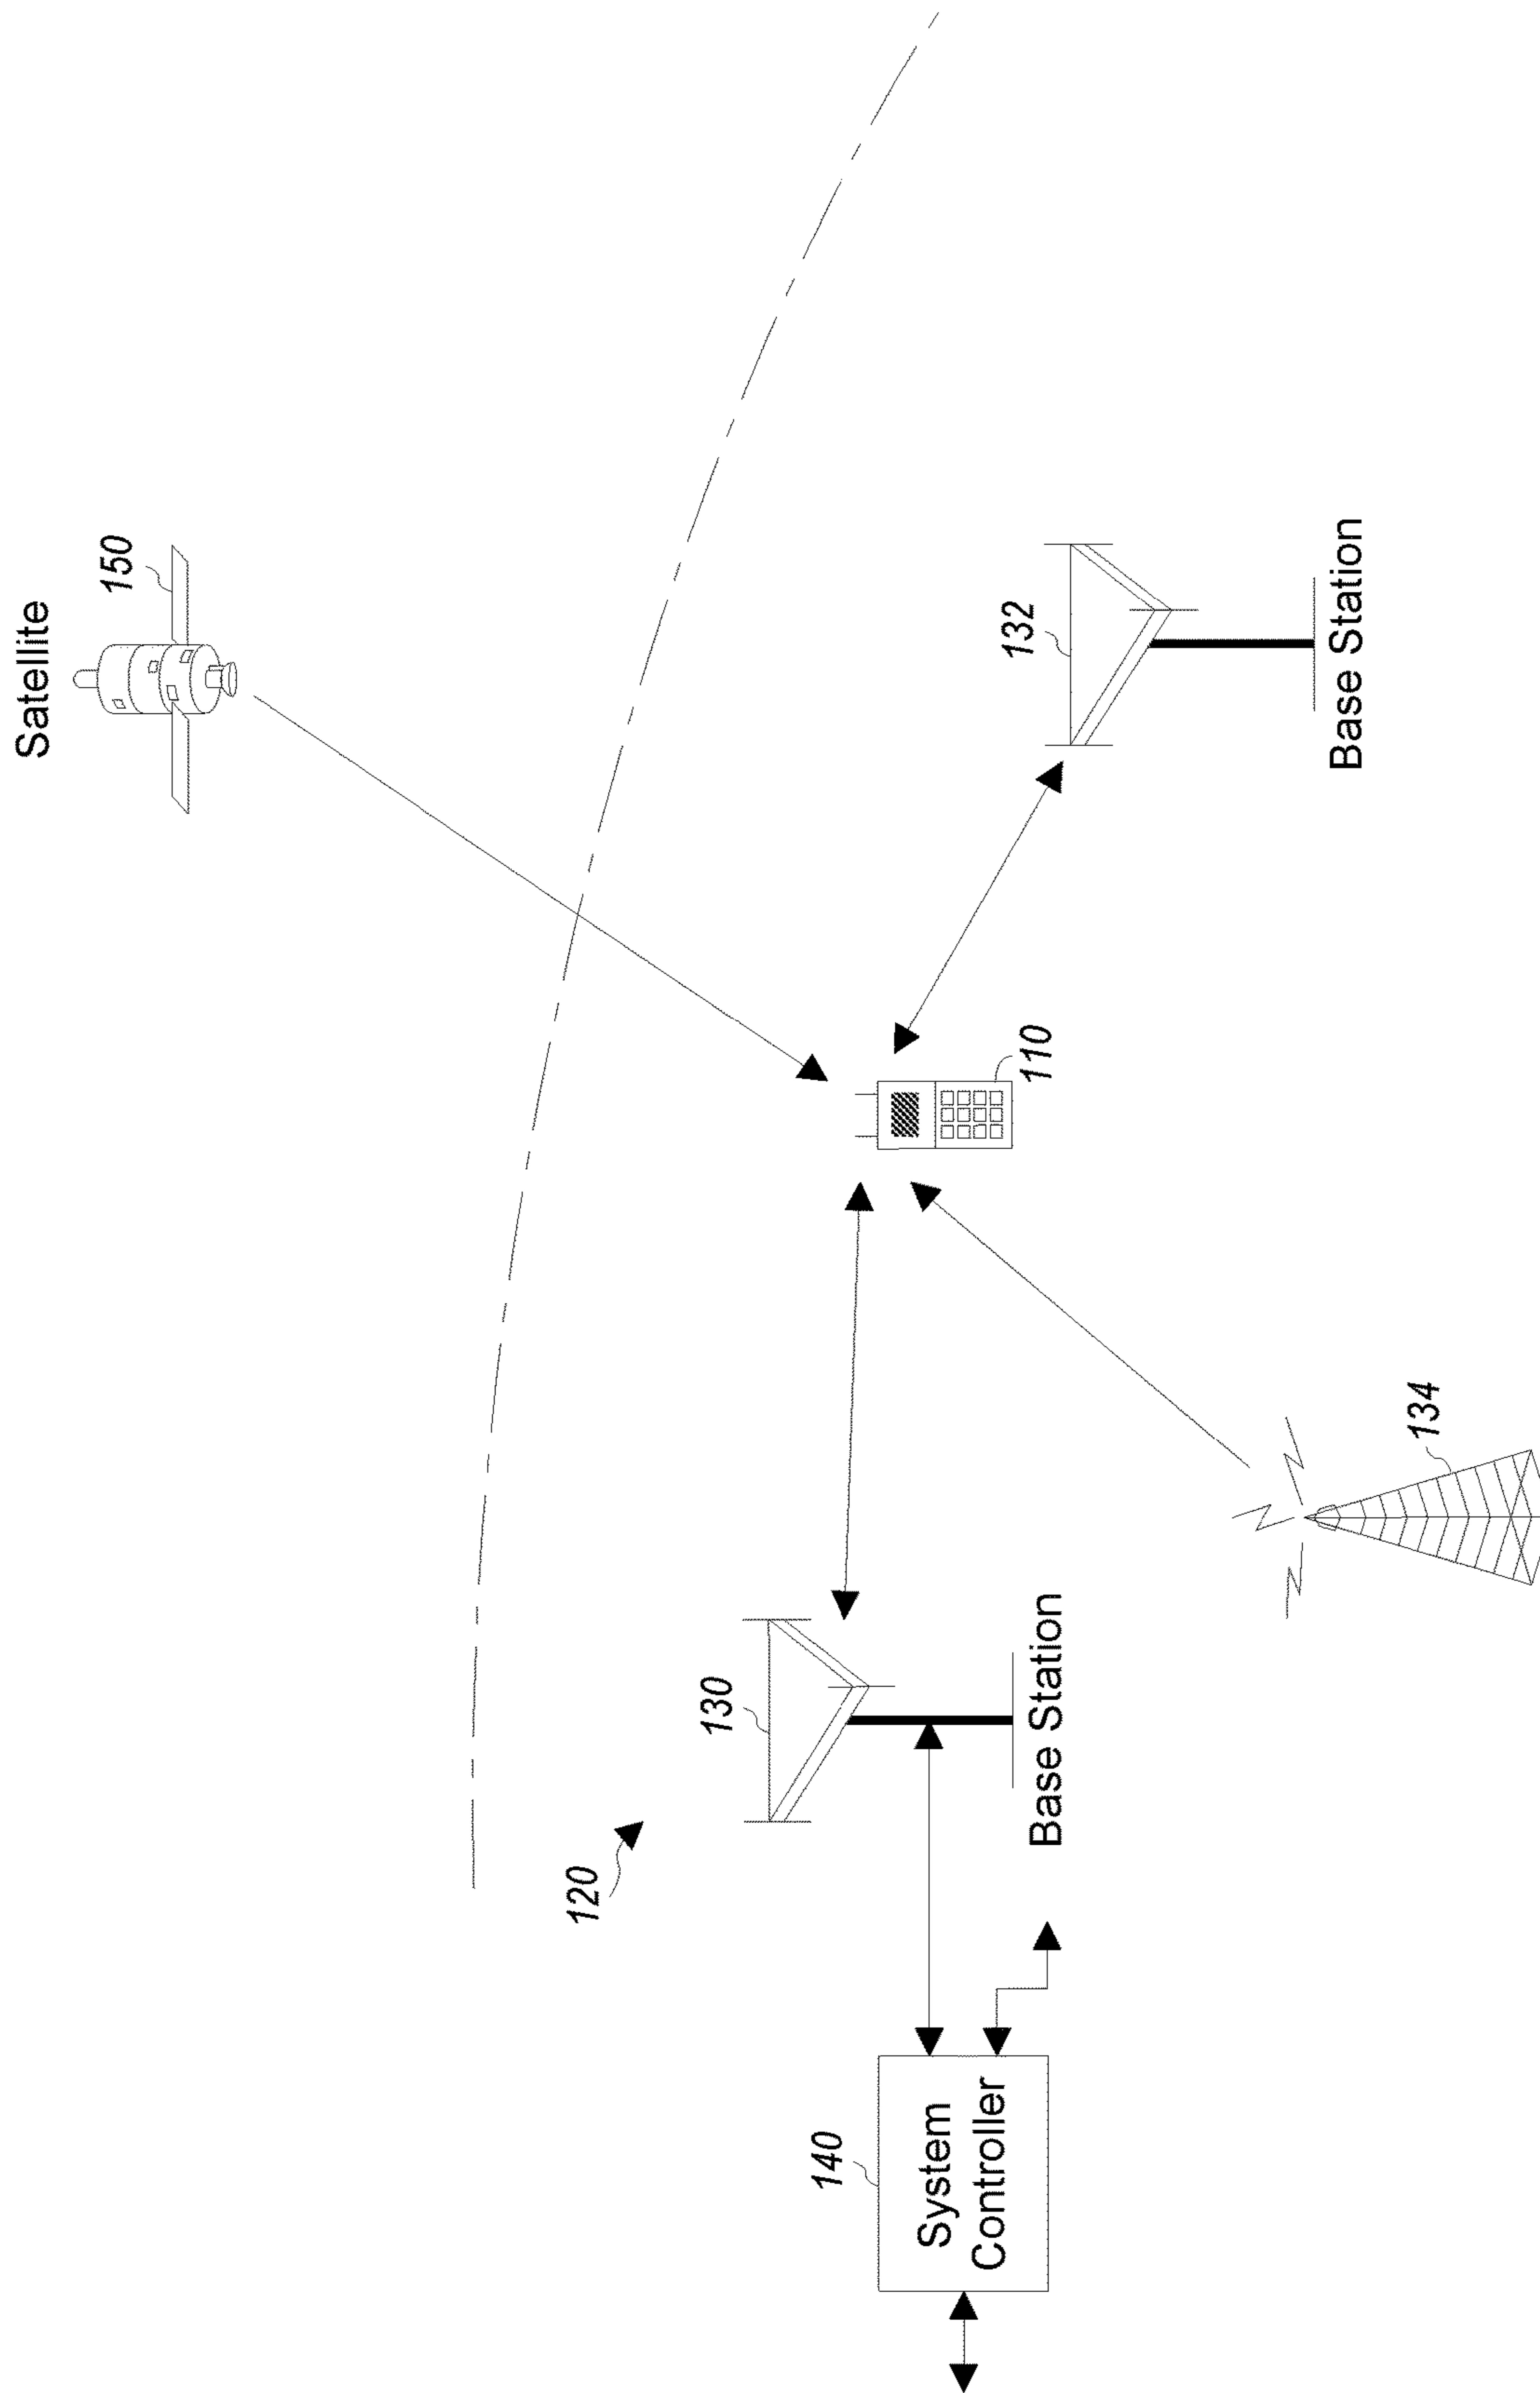 Satellite
150
120
130
132
140
System
Controller
110
Base Station
134
Base Station